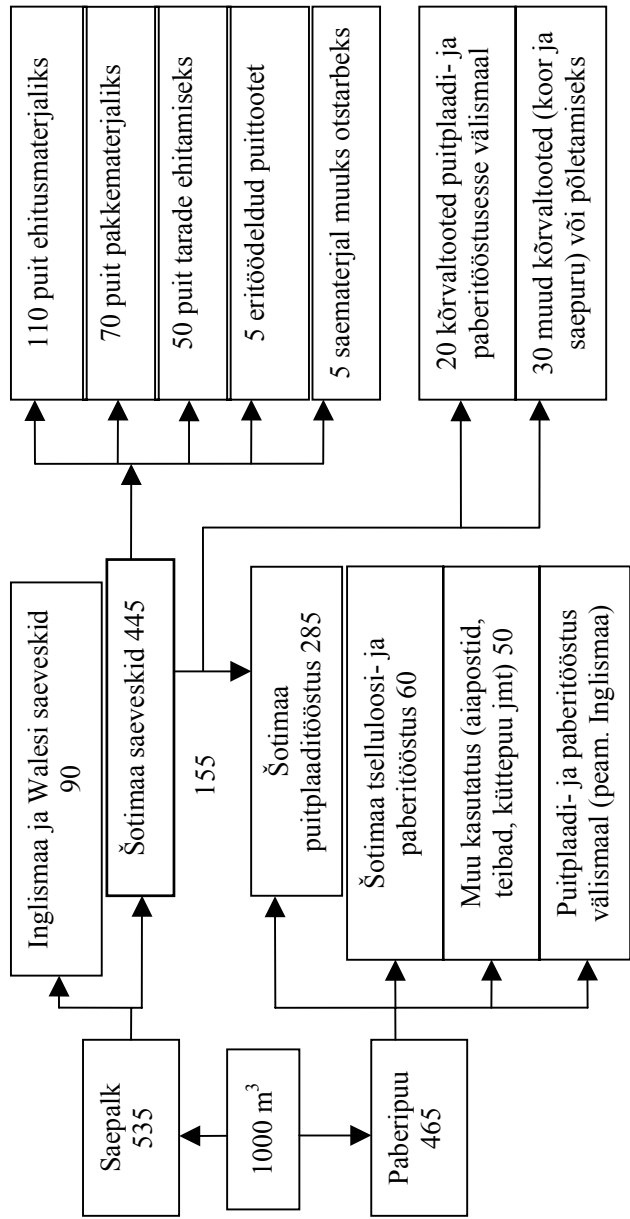 1000 m³
Saepalk
535
Paberipuu
465
Inglismaa ja Walesi saeveskid
90
Šotimaa saeveskid 445
155
Šotimaa
puitplaaditööstus 285
Šotimaa tselluloosi- ja
paberitööstus 60
Muu kasutatus (aiapostid,
teibad, küttepuu jmt) 50
Puitplaadi- ja paberitööstus
välismaal (peam. Inglismaa)
110 puit ehitusmaterjaliks
70 puit pakkematerjaliks
50 puit tarade ehitamiseks
5 eritöödeldud puittootet
5 saematerjal muuks otstarbeks
20 kõrvaltooted puitplaadi- ja
paberitööstusesse välismaal
30 muud kõrvaltooted (koor ja
saepuru) või põletamiseks